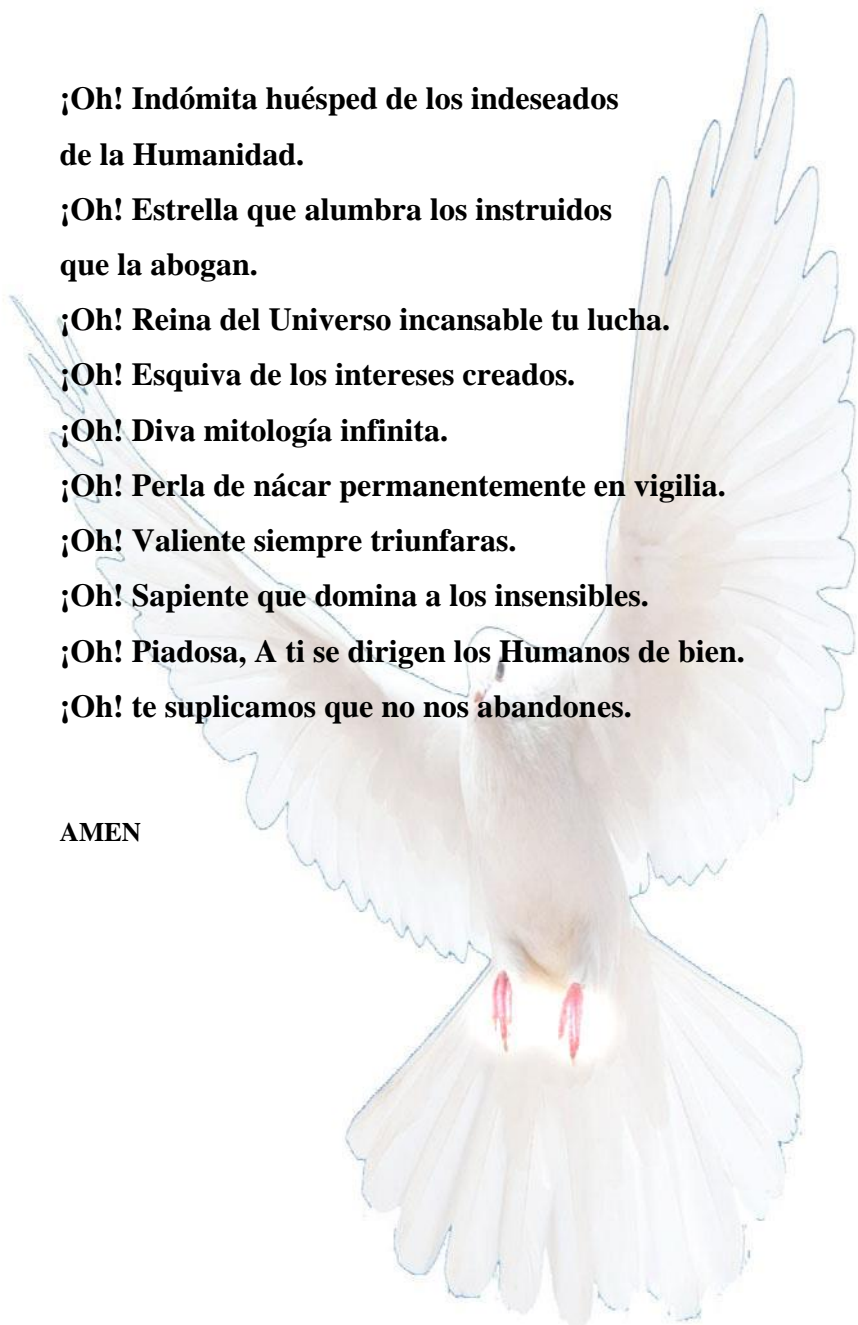 ¡Oh! Indómita huésped de los indeseados
de la Humanidad.
¡Oh! Estrella que alumbra los instruidos
que la abogan.
¡Oh! Reina del Universo incansable tu lucha.
¡Oh! Esquiva de los intereses creados.
¡Oh! Diva mitología infinita.
¡Oh! Perla de nácar permanentemente en vigilia.
¡Oh! Valiente siempre triunfaras.
¡Oh! Sapiente que domina a los insensibles.
¡Oh! Piadosa, A ti se dirigen los Humanos de bien.
¡Oh! te suplicamos que no nos abandones.
AMEN